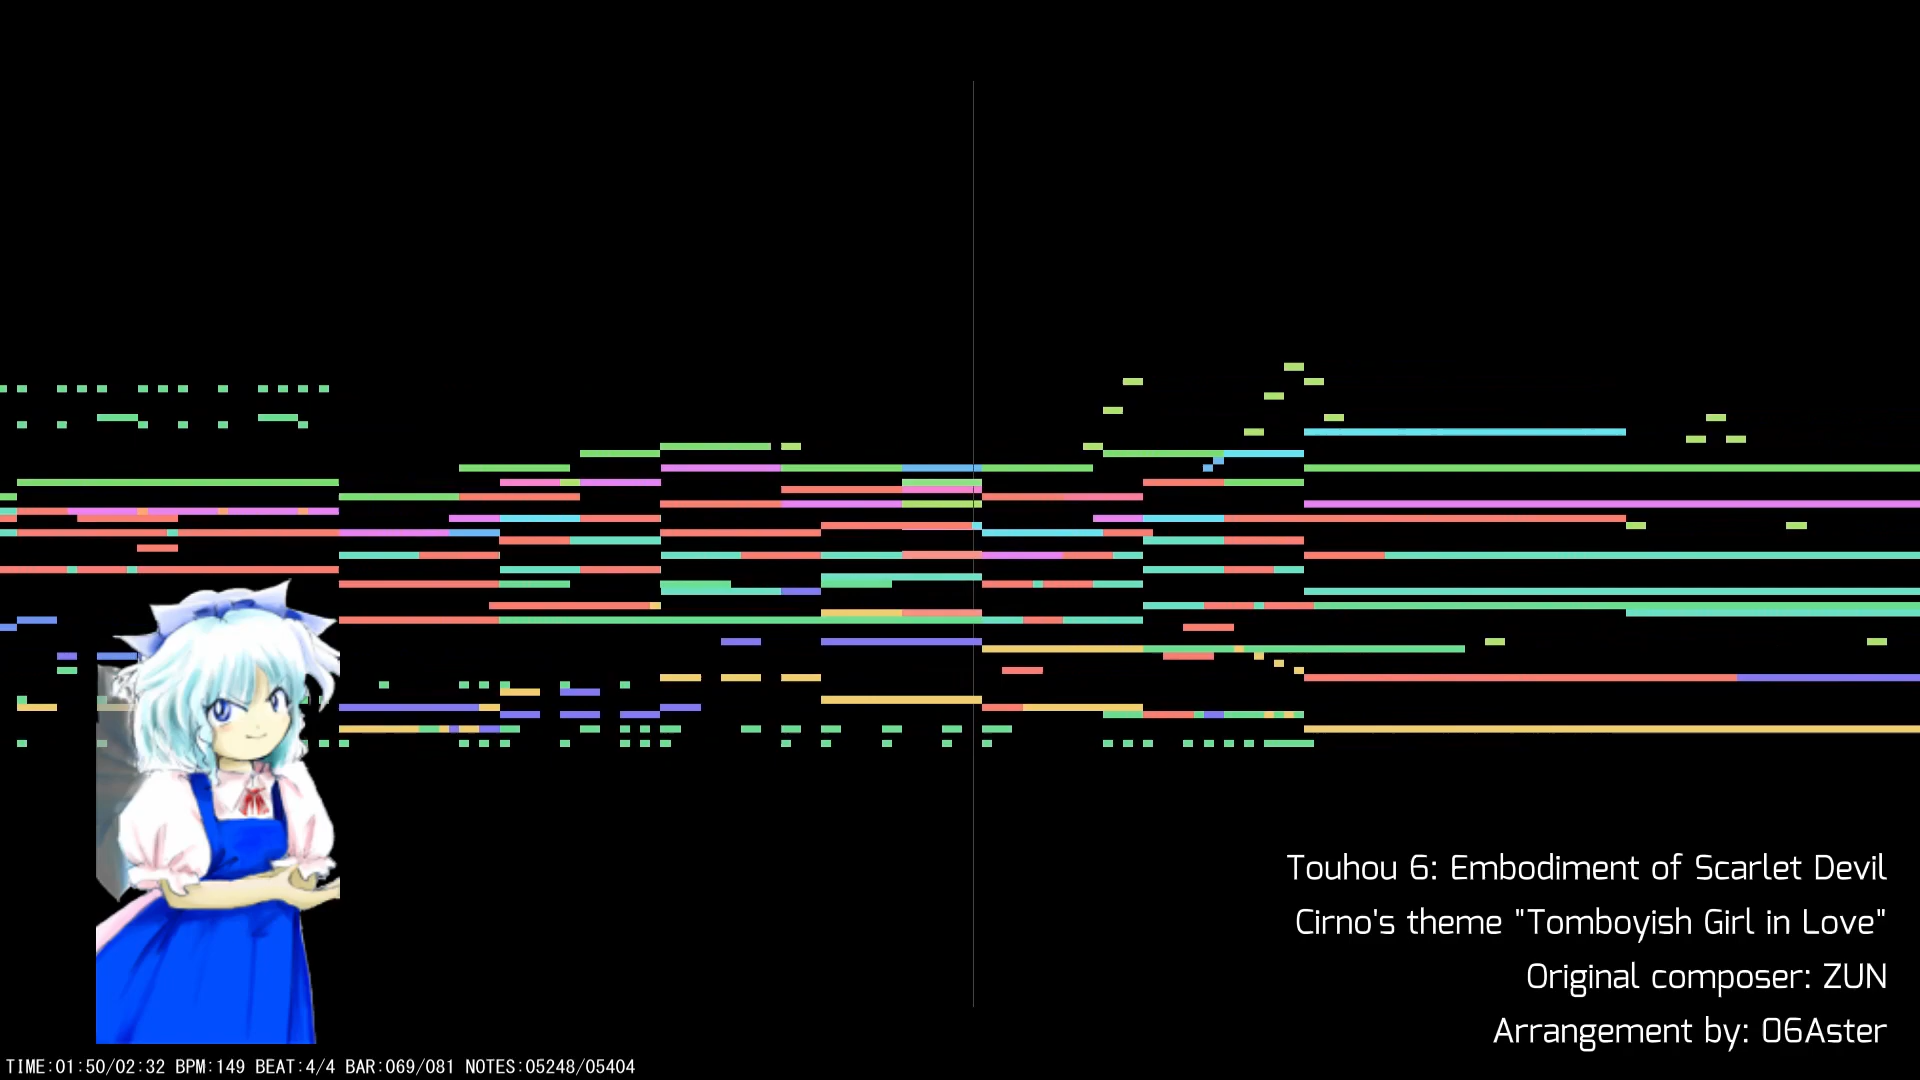 Touhou 6: Embodiment of Scarlet Devil
Cirno's theme "Tomboyish Girl in Love"
Original composer: ZUN
Arrangement by: 06Aster
TIME:01:50/02:32 BPM:149 BEAT:4/4 BAR:069/081 NOTES:05248/05404